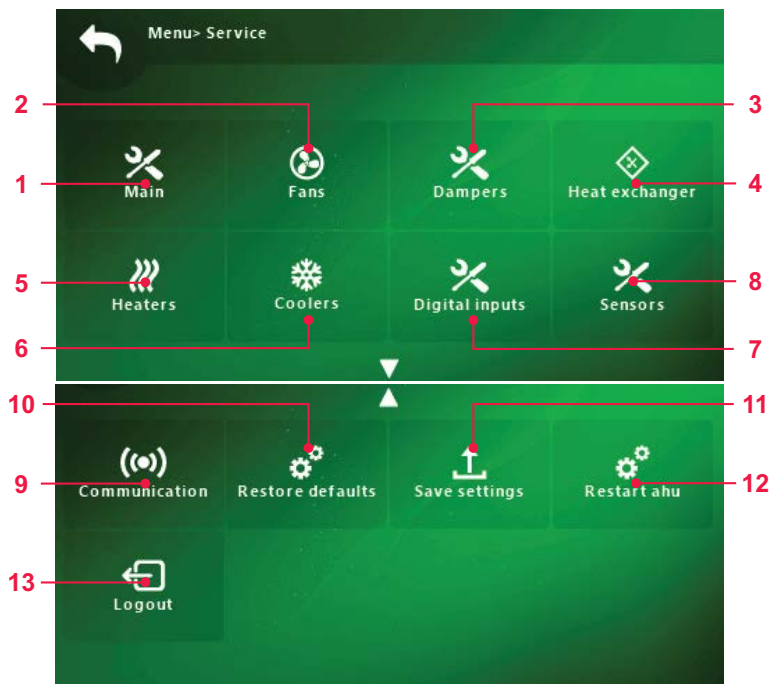 Menu> Service
2
3
1
Main
Fans
Dampers
Heat exchanger
4
5
Heaters
Coolers
Digital inputs
Sensors
8
6
7
10
11
9
Communication
Restore defaults
Save settings
Restart ahu
12
13
Logout